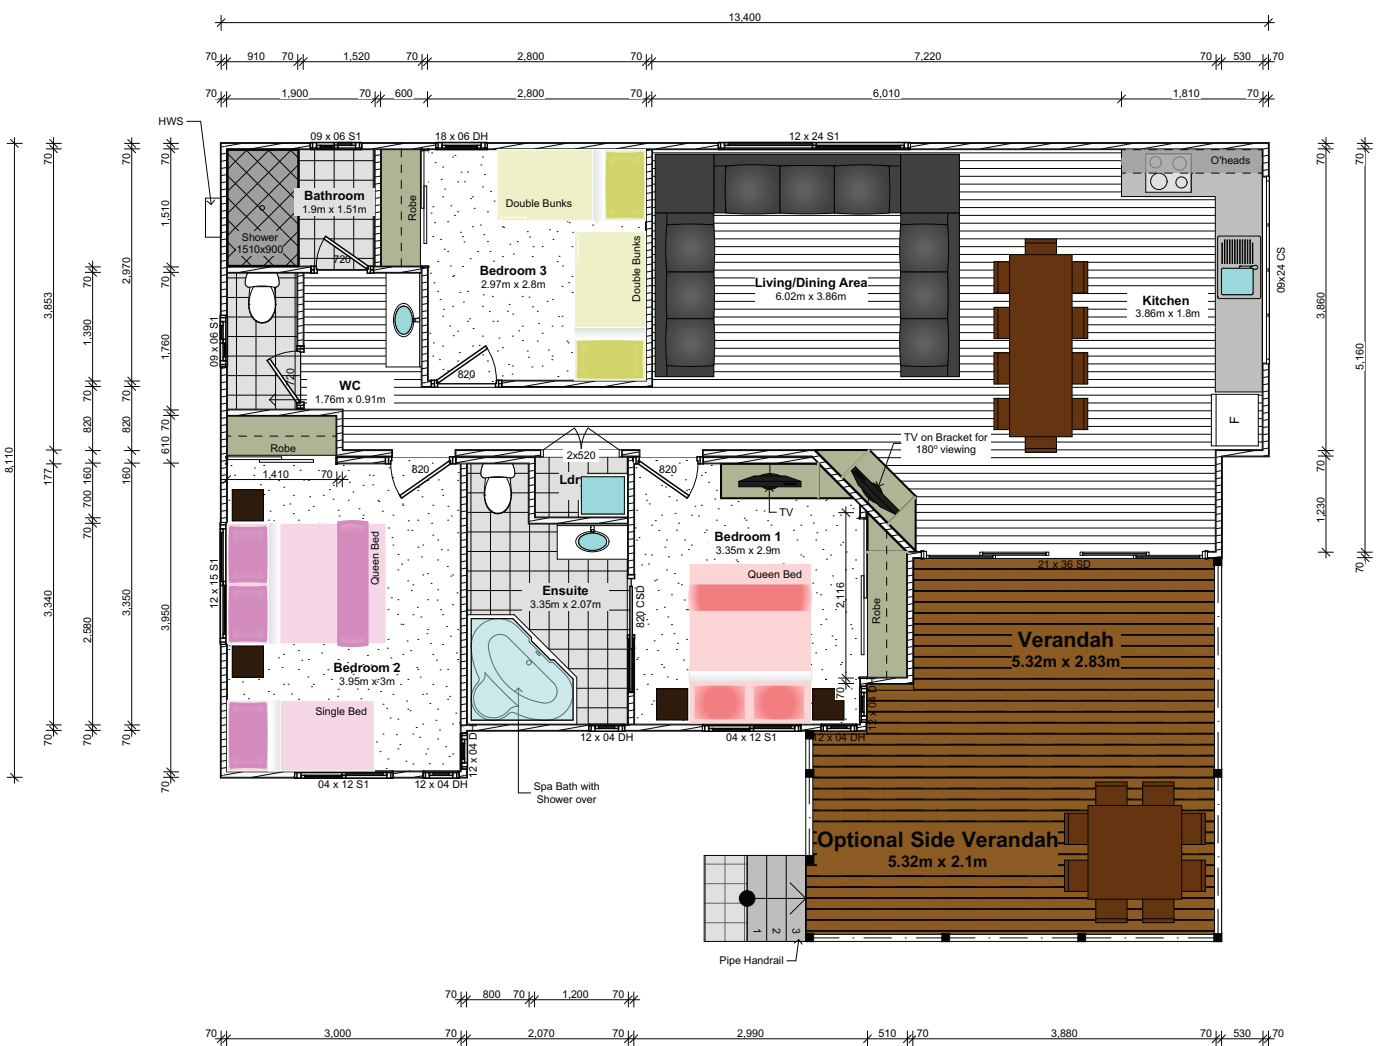 13,400
70 910 70 1,520 70 2,800 70 7,220 70 530 70
70 1,900 70 600 2,800 70 6,010 1,810 70
HWS
09 x 06 S1
18 x 06 DH
12 x 24 S1
O'heads
Bathroom
1.9m x 1.51m
Robe
Double Bunks
Shower
1510x900
720
Bedroom 3
2.97m x 2.8m
Double Bunks
Living/Dining Area
6.02m x 3.86m
Kitchen
3.86m x 1.8m
09x24 CS
09 x 06 S1
720
WC
1.76m x 0.91m
820
F
Robe
1,410 70
820
2x520
Ldr
820
TV on Bracket for
180º viewing
TV
Bedroom 1
3.35m x 2.9m
Queen Bed
2,116
70
Robe
21 x 36 SD
12 x 15 S1
Queen Bed
Ensuite
3.35m x 2.07m
820 CSD
Verandah
5.32m x 2.83m
Bedroom 2
3.95m x 3m
Single Bed
12 x 04 D
12 x 04 DH
04 x 12 S1
12 x 04 DH
12 x 04 D
04 x 12 S1
12 x 04 DH
Spa Bath with
Shower over
Optional Side Verandah
5.32m x 2.1m
1
2
3
Pipe Handrail
8,110
70 3,853 177 3,340 70
70 1,390 70 820 160 700 70 2,580 70
70 2,970 70 820 160 3,350 70
70 1,510 70 1,760 70 610 3,950 70
70 3,860 70 1,230 70
70 5,160 70
70 800 70 1,200 70
70 3,000 70 2,070 70 2,990 510 70 3,880 70 530 70